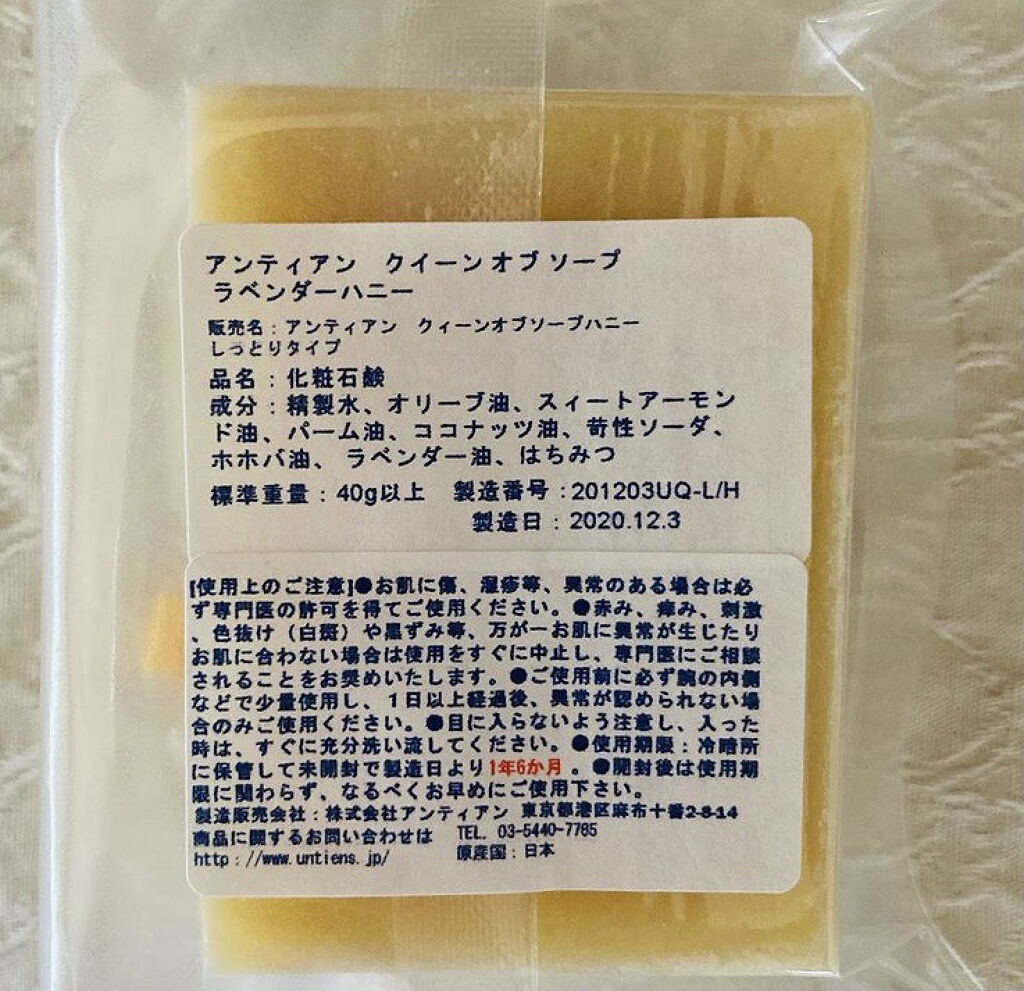 アンティアン クイーンオブソープ
ラベンダーハニー
販売名：アンティアン クィーンオブソープハニー
しっとりタイプ
品名：化粧石鹸
成分：精製水、オリーブ油、スィートアーモン
ド油、パーム油、ココナッツ油、苛性ソーダ、
ホホバ油、ラベンダー油、はちみつ
標準重量：40g以上 製造番号：201203UQ-L/H
製造日：2020.12.3
[使用上のご注意]●お肌に傷、湿疹等、異常のある場合は必
ず専門医の許可を得てご使用ください。●赤み、痒み、刺激
、色抜け（白斑）や黒ずみ等、万が一お肌に異常が生じたり
お肌に合わない場合は使用をすぐに中止し、専門医にご相談
されることをお奨めいたします。●ご使用前に必ず腕の内側
などで少量使用し、１日以上経過後、異常が認められない場
合のみご使用ください。●目に入らないよう注意し、入った
時は、すぐに充分洗い流してください。●使用期限：冷暗所
に保管して未開封で製造日より1年6か月。●開封後は使用期
限に関わらず、なるべくお早めにご使用下さい。
製造販売会社：株式会社アンティアン 東京都港区麻布十番2-8-14
商品に関するお問い合わせは TEL. 03-5440-7785
http://www.untiens.jp/ 原産国：日本